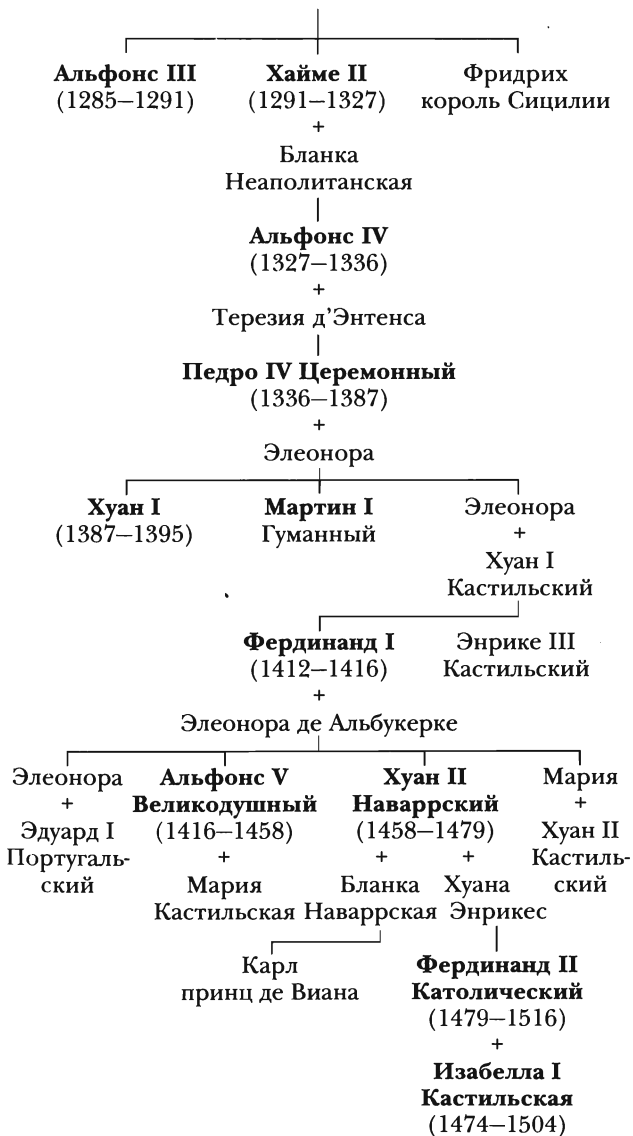 Альфонс III Хайме II Фридрих
(1285–1291) (1291–1327) король Сицилии
+
Бланка
Неаполитанская
Альфонс IV
(1327–1336)
+
Терезия д'Энтенса
Педро IV Церемонный
(1336–1387)
+
Элеонора
Хуан I Мартин I Элеонора
(1387–1395) Гуманный +
Хуан I
Кастильский
Фердинанд I Энрике III
(1412–1416) Кастильский
+
Элеонора де Альбукерке
Элеонора Альфонс V Хуан II Мария
+ Великодушный Наваррский +
Эдуард I (1416–1458) (1458–1479) Хуан II
Португаль- + + + Кастиль-
ский Мария Бланка Хуана ский
Кастильская Наваррская Энрикес
Карл Фердинанд II
принц де Виана Католический
(1479–1516)
+
Изабелла I
Кастильская
(1474–1504)